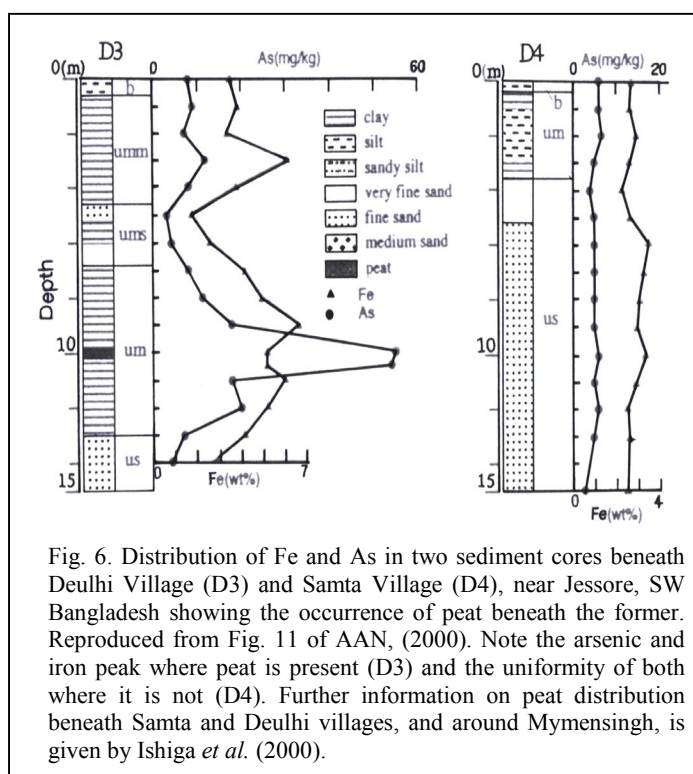 D3
0(m)
0
As(mg/kg)
60
b
umm
ums
um
us
Depth
10
15
0
Fe(wt%)
7
clay
silt
sandy silt
very fine sand
fine sand
medium sand
peat
Fe
As
D4
0(m)
0
As(mg/kg)
20
b
um
us
10
15
0
Fe(wt%)
4
Fig. 6. Distribution of Fe and As in two sediment cores beneath
Deulhi Village (D3) and Samta Village (D4), near Jessore, SW
Bangladesh showing the occurrence of peat beneath the former.
Reproduced from Fig. 11 of AAN, (2000). Note the arsenic and
iron peak where peat is present (D3) and the uniformity of both
where it is not (D4). Further information on peat distribution
beneath Samta and Deulhi villages, and around Mymensingh, is
given by Ishiga et al. (2000).